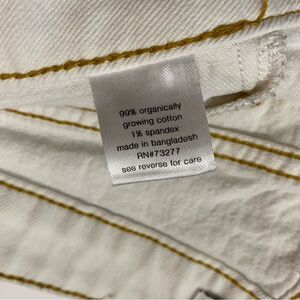 99% organically
growing cotton
1% spandex
made in bangladesh
RN#73277
see reverse for care